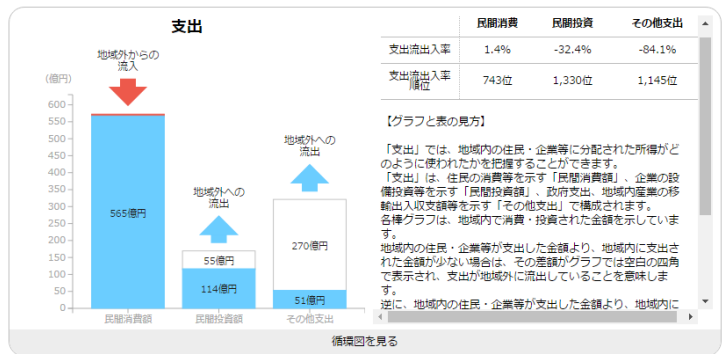 支出
地域外からの
流入
(億円)
600
550
500
450
400
350
300
250
200
150
100
50
0
565億円
地域外への
流出
55億円
114億円
地域外への
流出
270億円
51億円
民間消費額
民間投資額
その他支出
民間消費 民間投資 その他支出
支出流出入率 1.4% -32.4% -84.1%
支出流出入率
順位 743位 1,330位 1,145位
【グラフと表の見方】
「支出」では、地域内の住民・企業等に分配された所得がど
のように使われたかを把握することができます。
「支出」は、住民の消費等を示す「民間消費額」、企業の設
備投資等を示す「民間投資額」、政府支出、地域内産業の移
輸出入収支額等を示す「その他支出」で構成されます。
各棒グラフは、地域内で消費・投資された金額を示していま
す。
地域内の住民・企業等が支出した金額より、地域内に支出さ
れた金額が少ない場合は、その差額がグラフでは空白の四角
で表示され、支出が地域外に流出していることを意味しま
す。
逆に、地域内の住民・企業等が支出した金額より、地域内に
循環図を見る